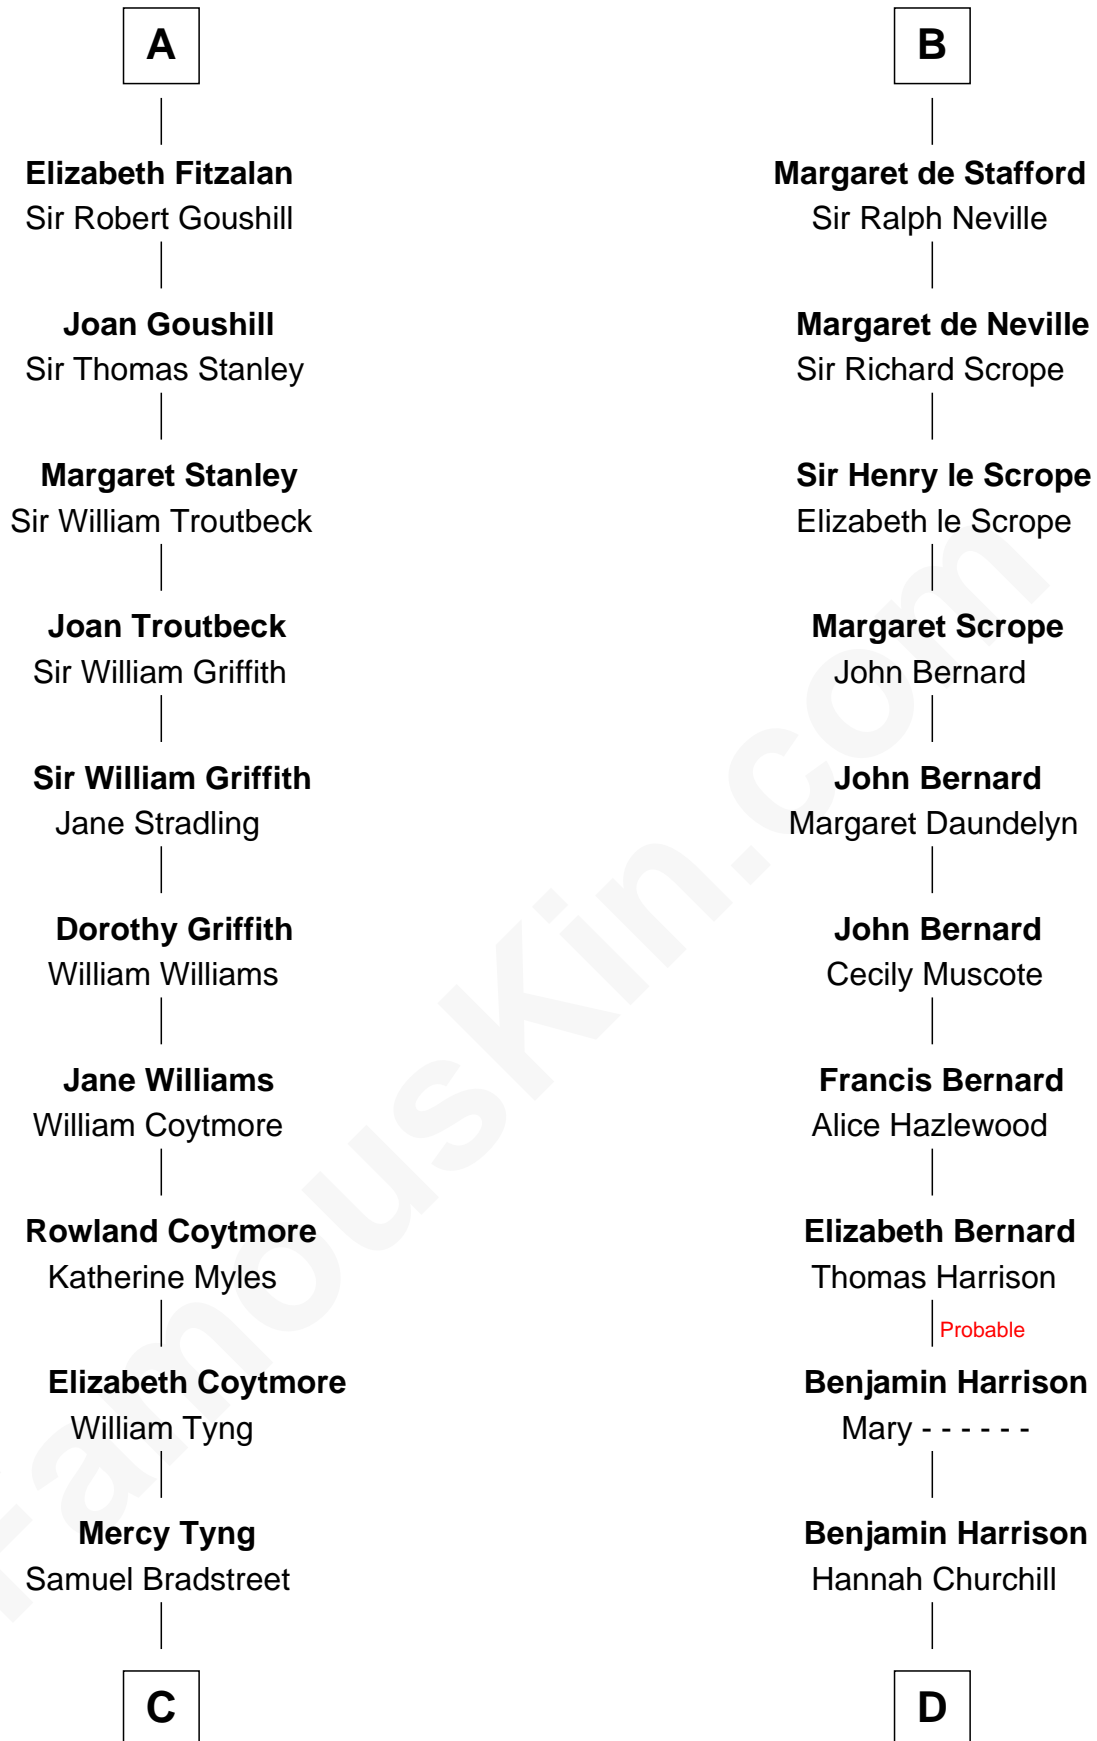 A
Elizabeth Fitzalan
Sir Robert Goushill
Joan Goushill
Sir Thomas Stanley
Margaret Stanley
Sir William Troutbeck
Joan Troutbeck
Sir William Griffith
Sir William Griffith
Jane Stradling
Dorothy Griffith
William Williams
Jane Williams
William Coytmore
Rowland Coytmore
Katherine Myles
Elizabeth Coytmore
William Tyng
Mercy Tyng
Samuel Bradstreet
C
B
Margaret de Stafford
Sir Ralph Neville
Margaret de Neville
Sir Richard Scrope
Sir Henry le Scrope
Elizabeth le Scrope
Margaret Scrope
John Bernard
John Bernard
Margaret Daundelyn
John Bernard
Cecily Muscote
Francis Bernard
Alice Hazlewood
Elizabeth Bernard
Thomas Harrison
Probable
Benjamin Harrison
Mary - - - - - -
Benjamin Harrison
Hannah Churchill
D
FamousKin.com